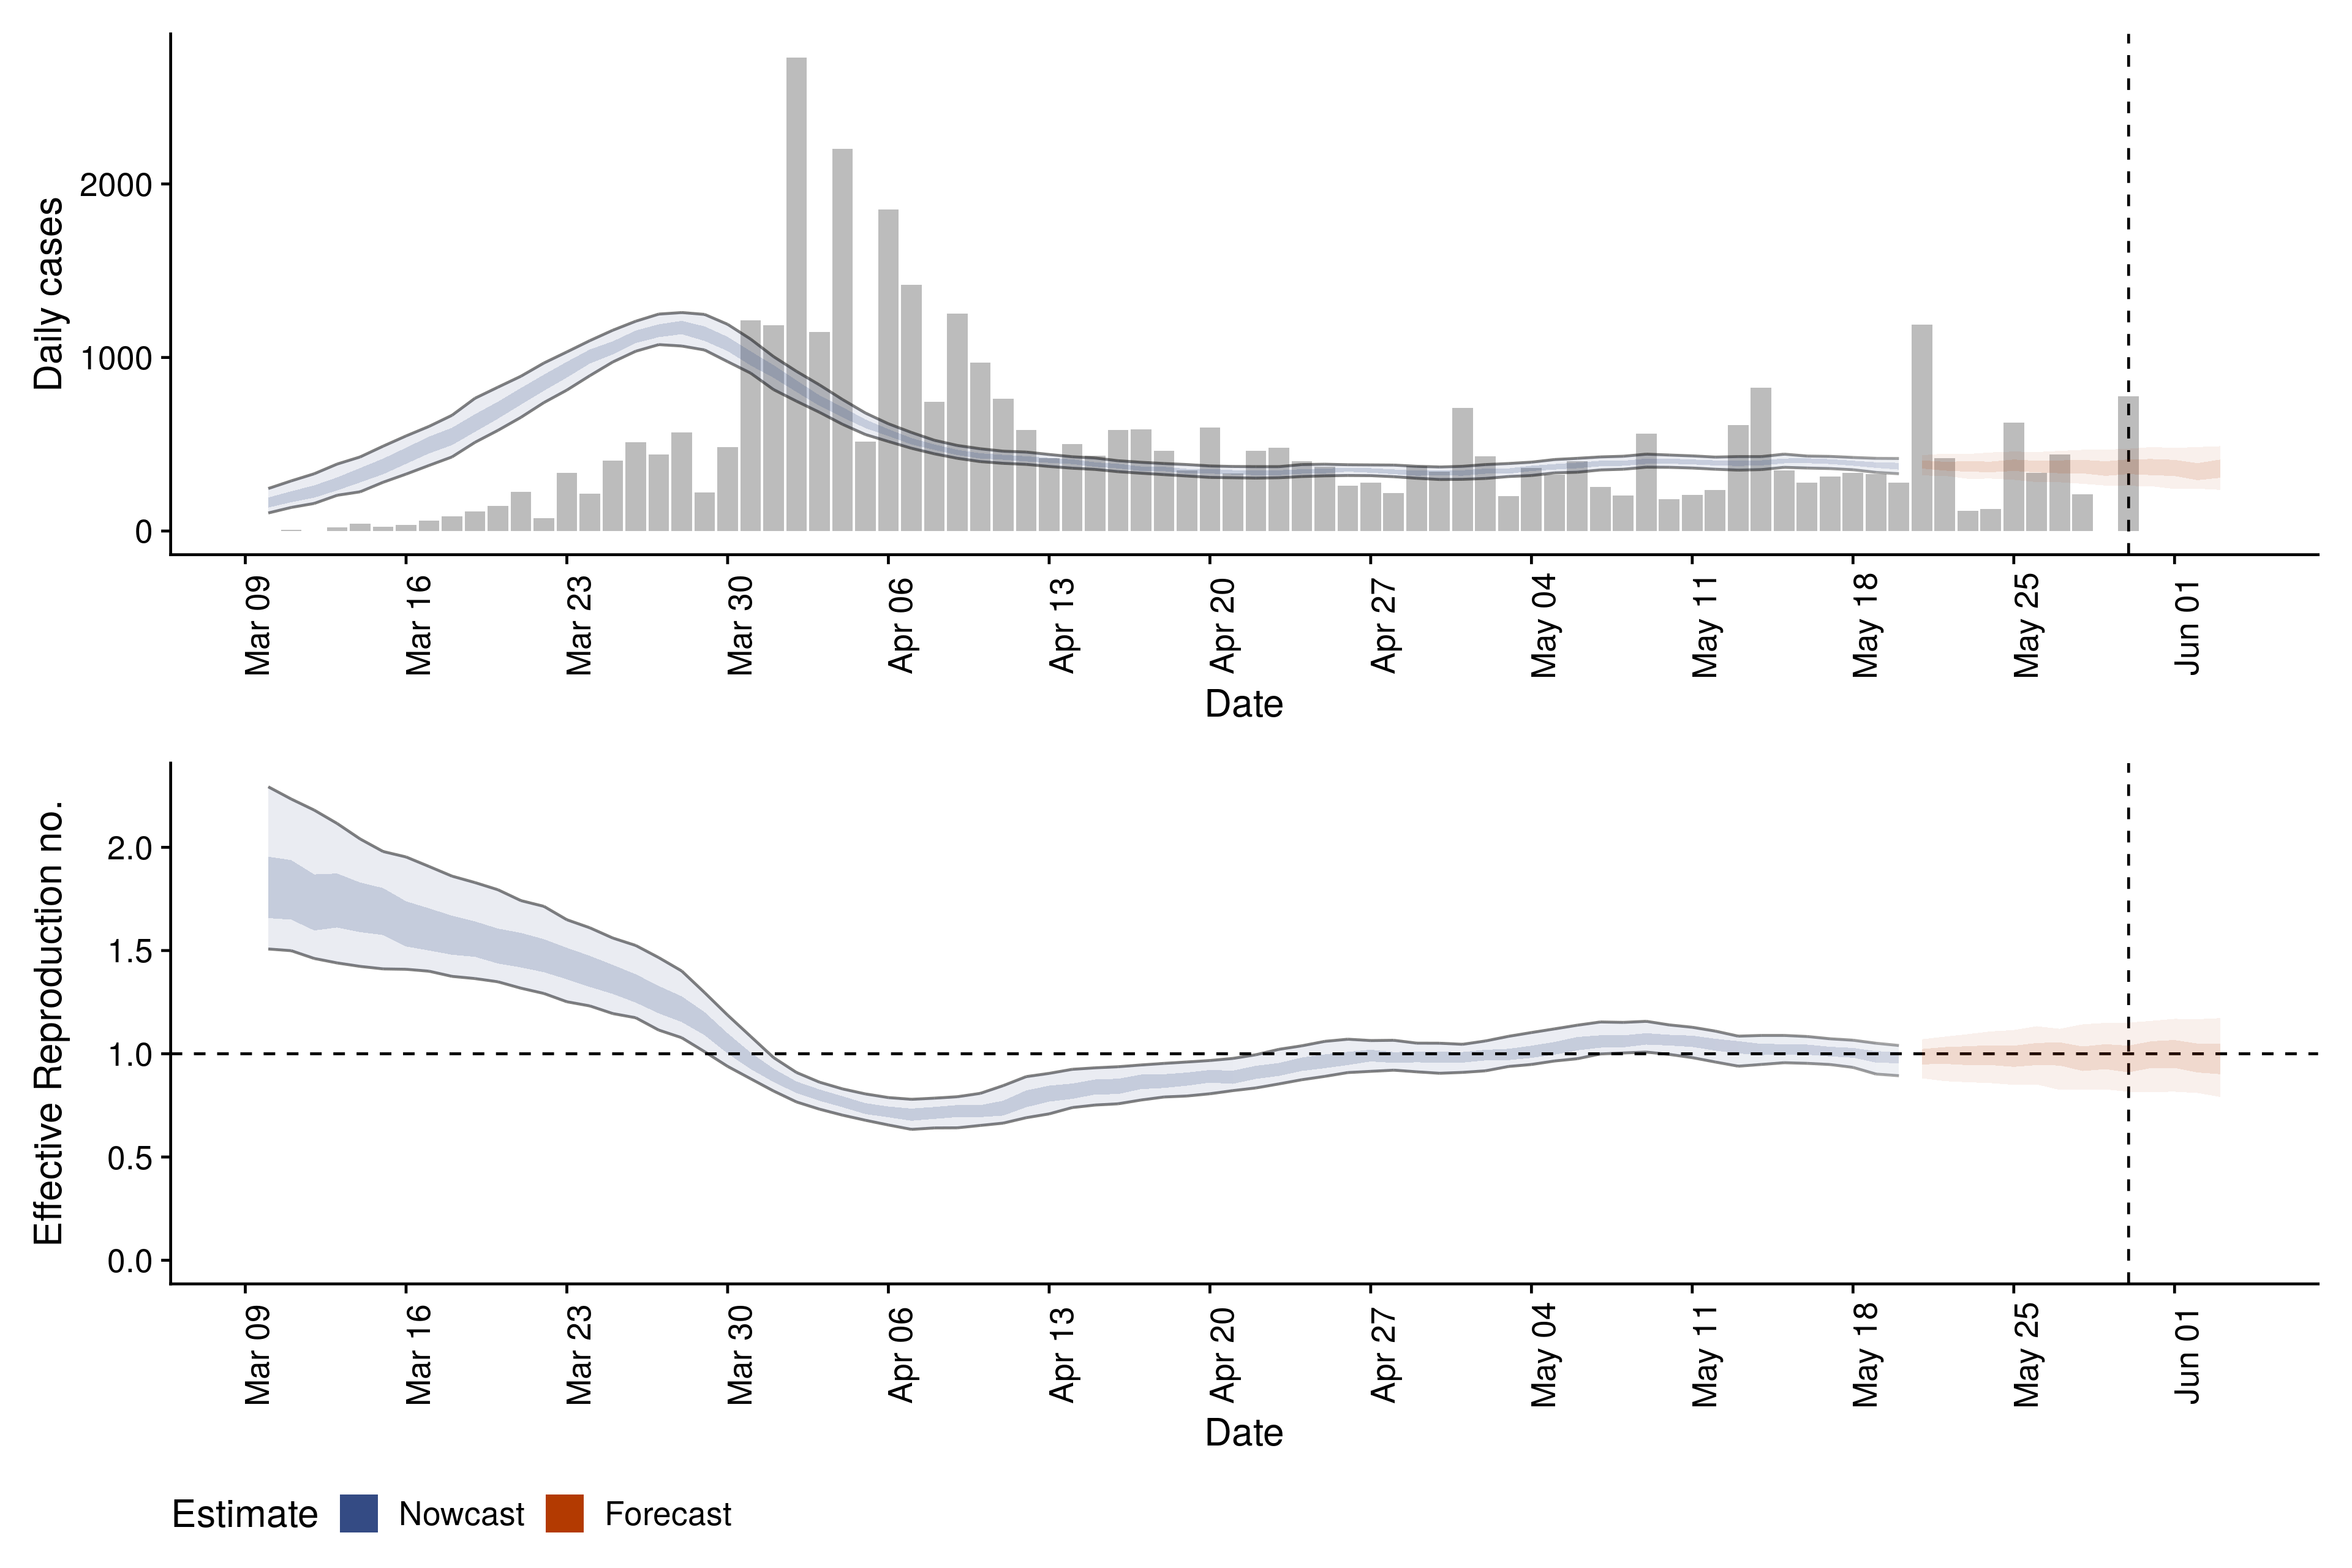 Daily cases
2000
1000
0
Mar 09
Mar 16
Mar 23
Mar 30
Apr 06
Apr 13
Apr 20
Apr 27
May 04
May 11
May 18
May 25
Jun 01
Date
Effective Reproduction no.
2.0
1.5
1.0
0.5
0.0
Mar 09
Mar 16
Mar 23
Mar 30
Apr 06
Apr 13
Apr 20
Apr 27
May 04
May 11
May 18
May 25
Jun 01
Date
Estimate Nowcast Forecast